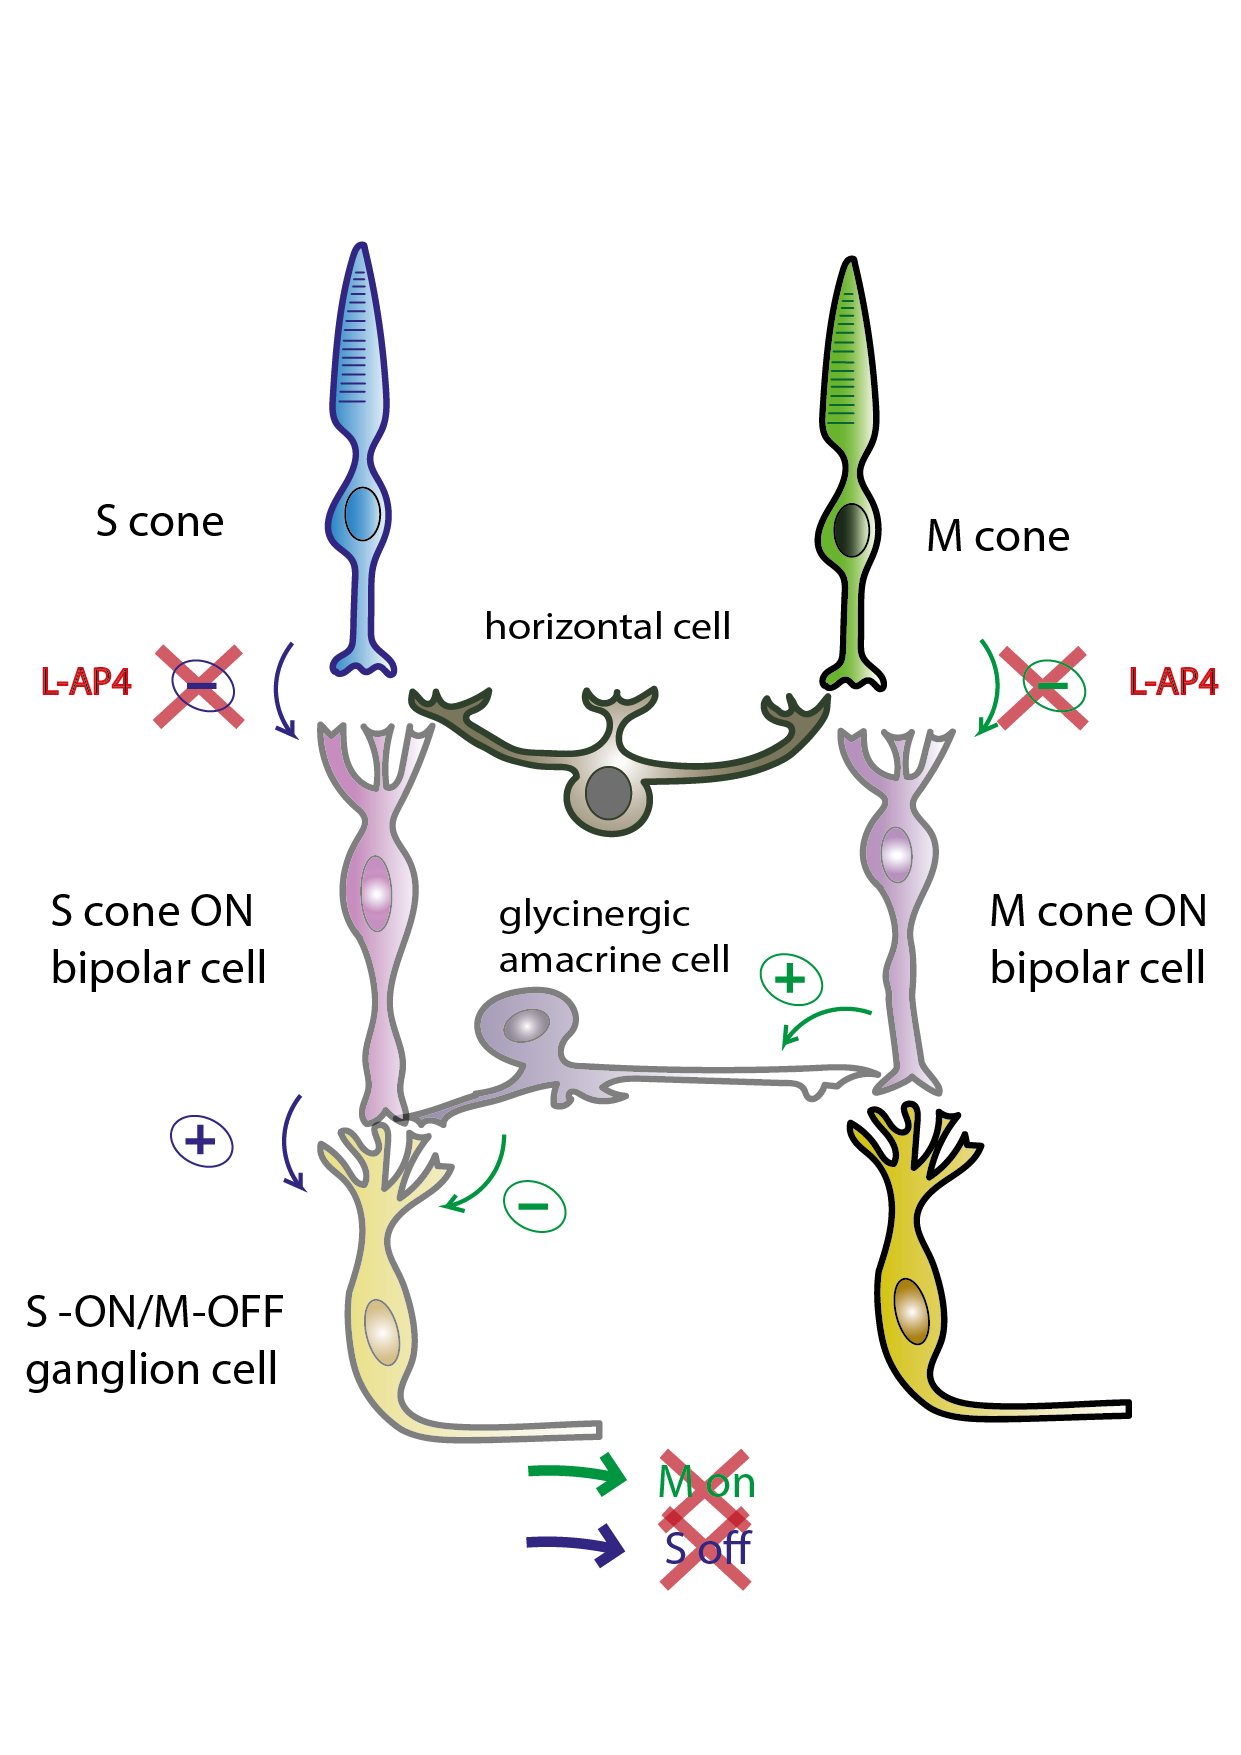 S cone
M cone
horizontal cell
L-AP4
−
−
L-AP4
S cone ON
bipolar cell
glycinergic
amacrine cell
M cone ON
bipolar cell
+
+
−
S -ON/M-OFF
ganglion cell
M on
S off